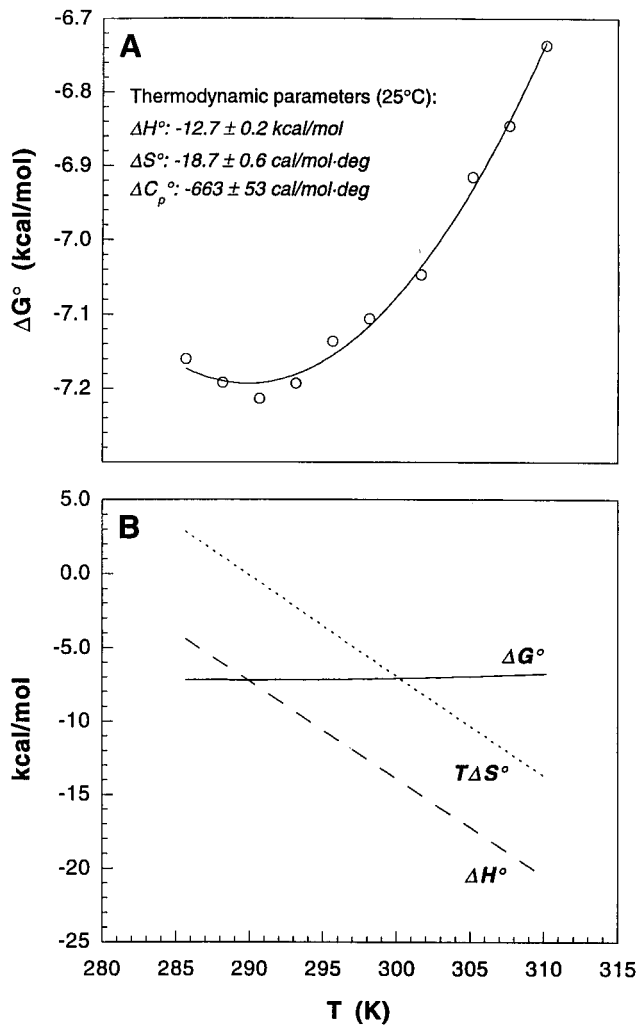 A
Thermodynamic parameters (25°C):
ΔH°: -12.7 ± 0.2 kcal/mol
ΔS°: -18.7 ± 0.6 cal/mol·deg
ΔCp°: -663 ± 53 cal/mol·deg
ΔG° (kcal/mol)
-6.7
-6.8
-6.9
-7.0
-7.1
-7.2
B
kcal/mol
5.0
0.0
-5.0
-10
-15
-20
-25
ΔG°
TΔS°
ΔH°
280 285 290 295 300 305 310 315
T (K)